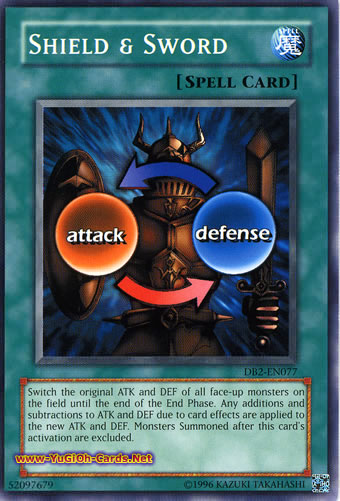 SHIELD & SWORD
SPELL
魔
[SPELL CARD]
attack
defense
DB2-EN077
Switch the original ATK and DEF of all face-up monsters on
the field until the end of the End Phase. Any additions and
subtractions to ATK and DEF due to card effects are applied to
the new ATK and DEF. Monsters Summoned after this card's
activation are excluded.
www.YuGiOh-Cards.Net
52097679
©1996 KAZUKI TAKAHASHI